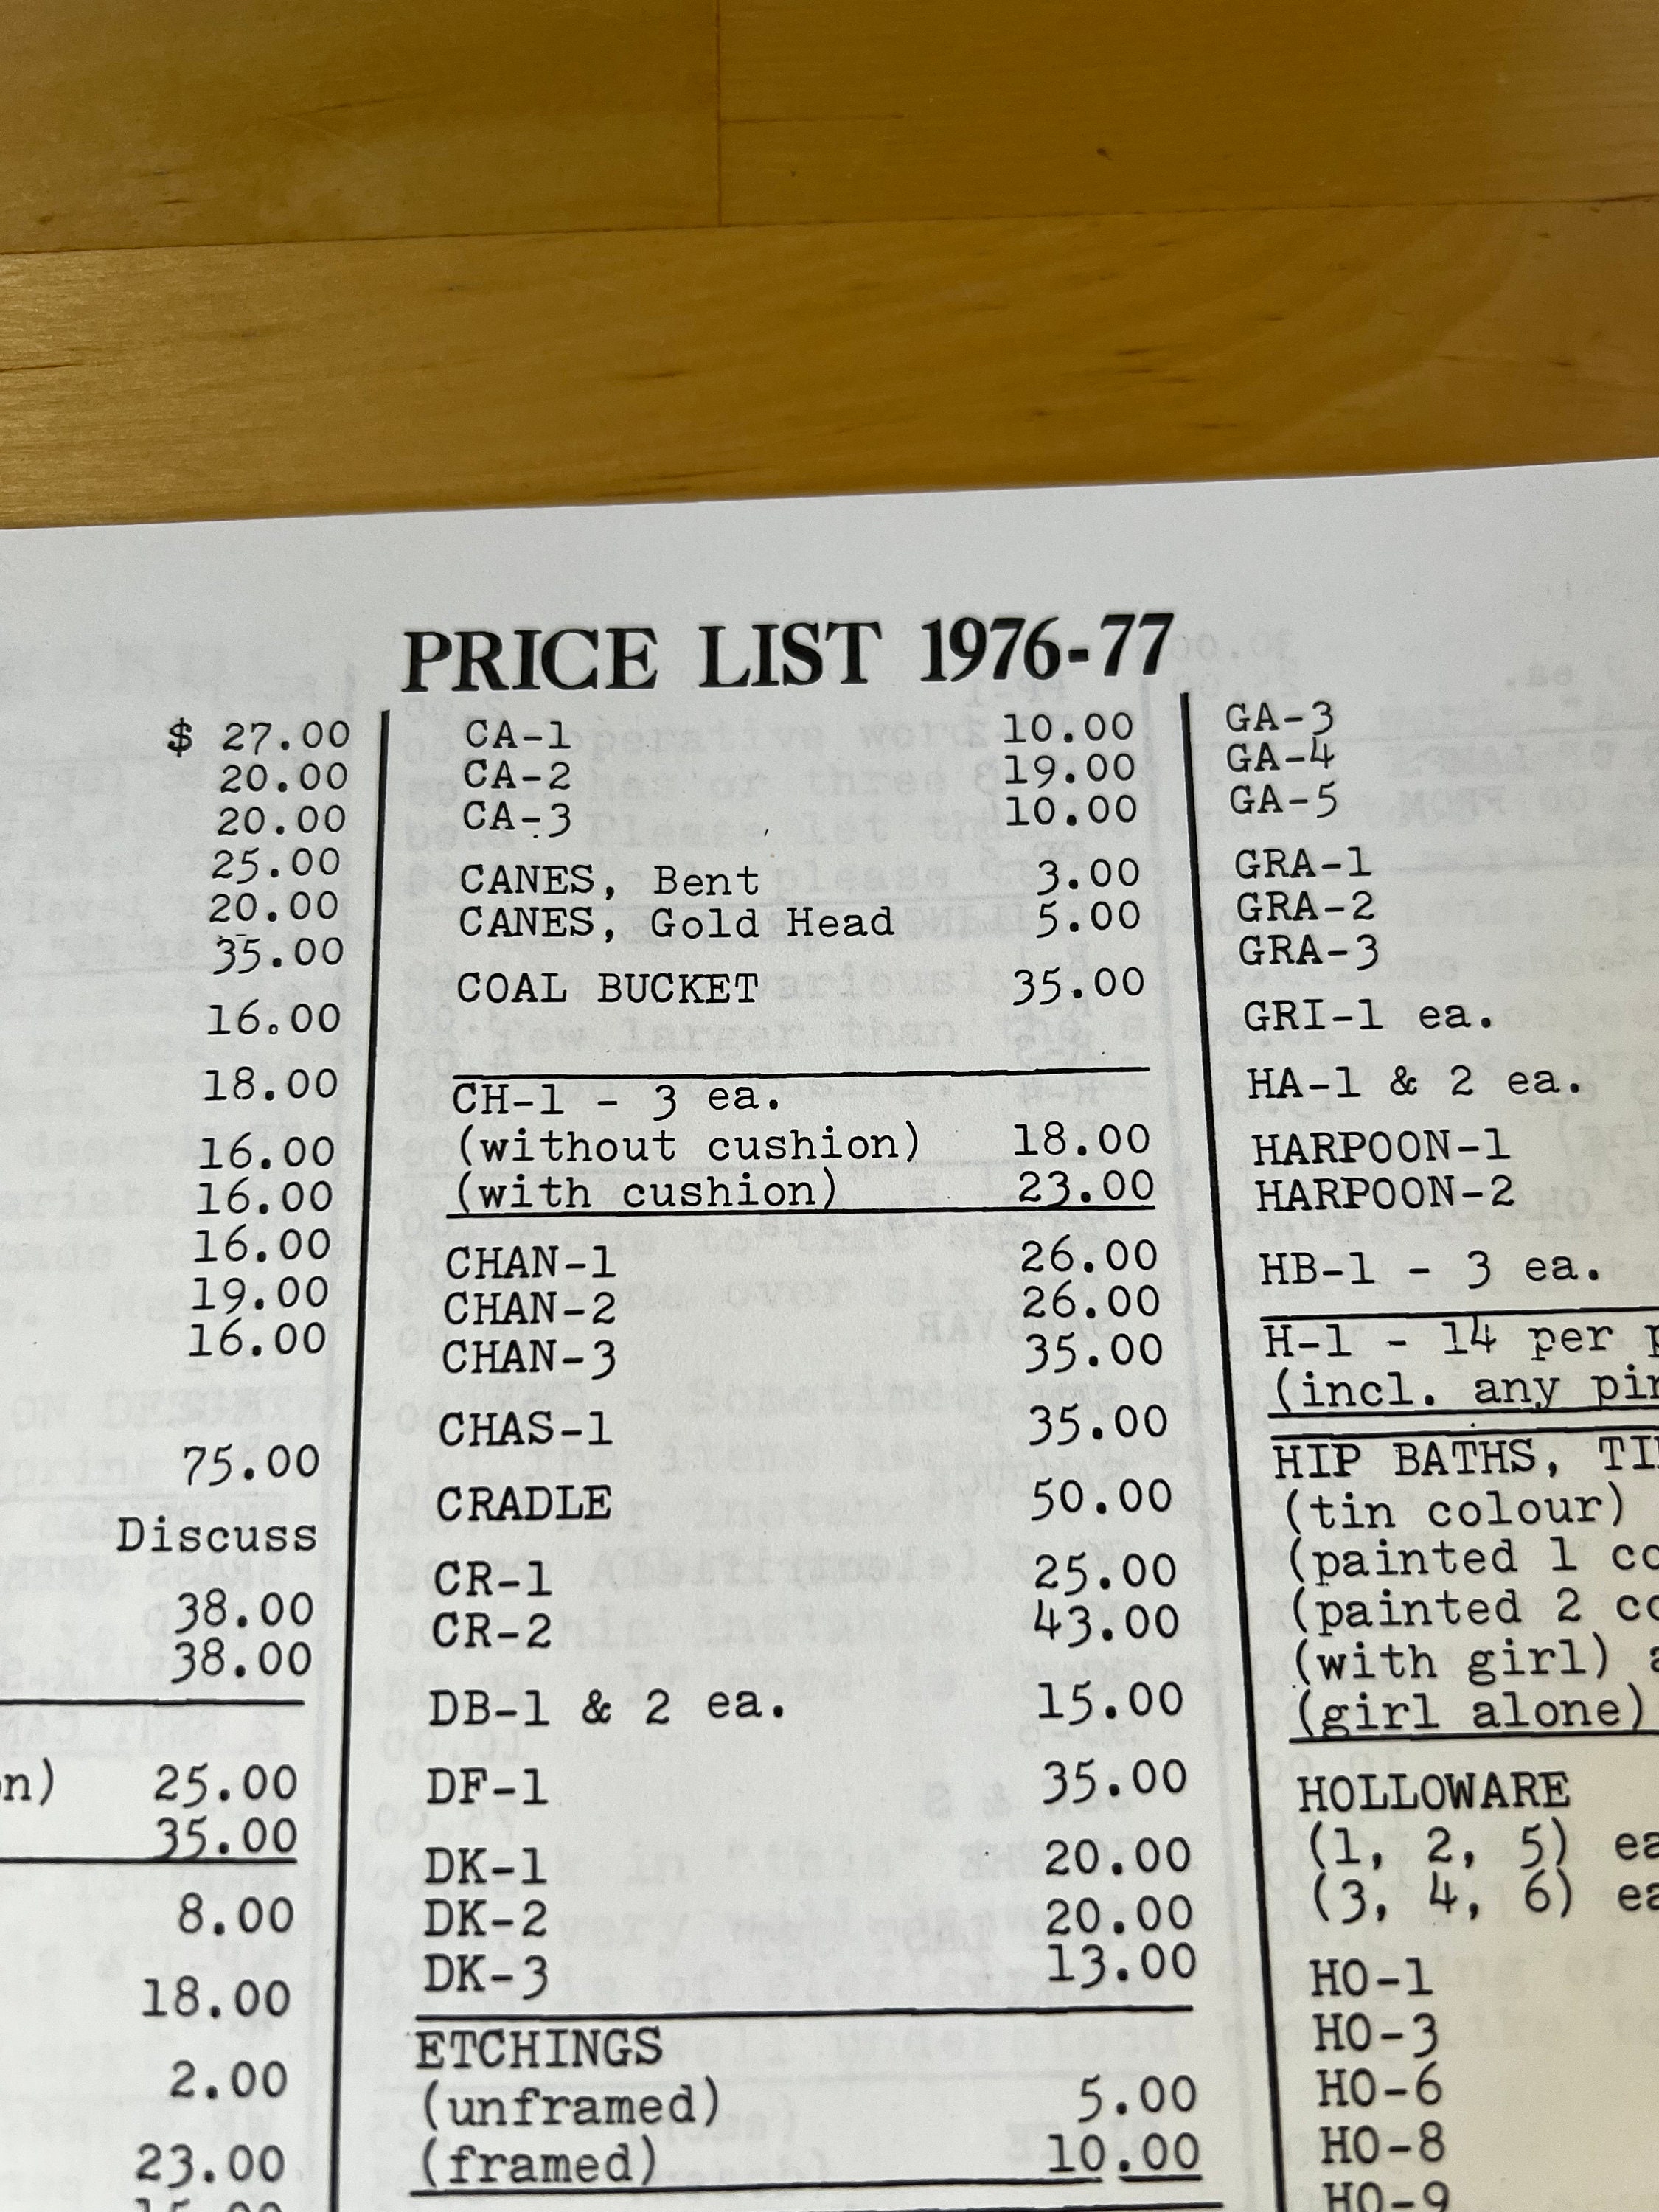 PRICE LIST 1976-77
$ 27.00
20.00
20.00
25.00
20.00
35.00
16.00
18.00
16.00
16.00
16.00
19.00
16.00
75.00
Discuss
38.00
38.00
25.00
35.00
8.00
18.00
2.00
23.00
CA-1 10.00
CA-2 19.00
CA-3 10.00
CANES, Bent 3.00
CANES, Gold Head 5.00
COAL BUCKET 35.00
CH-1 - 3 ea.
(without cushion) 18.00
(with cushion) 23.00
CHAN-1 26.00
CHAN-2 26.00
CHAN-3 35.00
CHAS-1 35.00
CRADLE 50.00
CR-1 25.00
CR-2 43.00
DB-1 & 2 ea. 15.00
DF-1 35.00
DK-1 20.00
DK-2 20.00
DK-3 13.00
ETCHINGS
(unframed) 5.00
(framed) 10.00
GA-3
GA-4
GA-5
GRA-1
GRA-2
GRA-3
GRI-1 ea.
HA-1 & 2 ea.
HARPOON-1
HARPOON-2
HB-1 - 3 ea.
H-1 - 14 per
(incl. any
HIP BATHS,
(tin colour)
(painted 1
(painted 2
(with girl)
(girl alone)
HOLLOWARE
(1, 2, 5)
(3, 4, 6)
HO-1
HO-3
HO-6
HO-8
HO-9